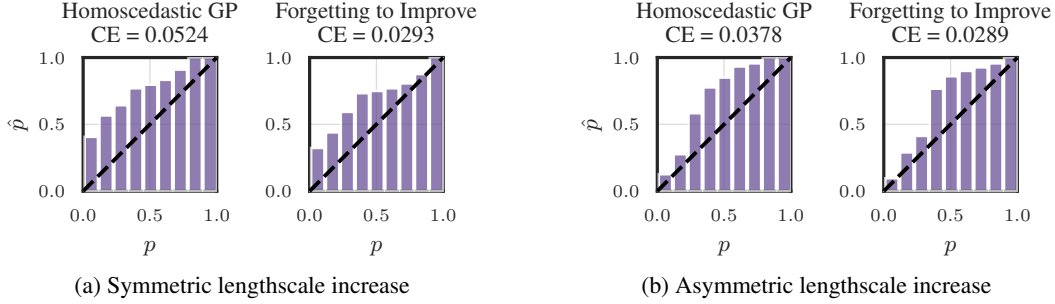 Homoscedastic GP
CE = 0.0524
Forgetting to Improve
CE = 0.0293
Homoscedastic GP
CE = 0.0378
Forgetting to Improve
CE = 0.0289
1.0
0.5
0.0
p̂
0.0 0.5 1.0
p
1.0
0.5
0.0
0.0 0.5 1.0
p
1.0
0.5
0.0
p̂
0.0 0.5 1.0
p
1.0
0.5
0.0
0.0 0.5 1.0
p
(a) Symmetric lengthscale increase
(b) Asymmetric lengthscale increase